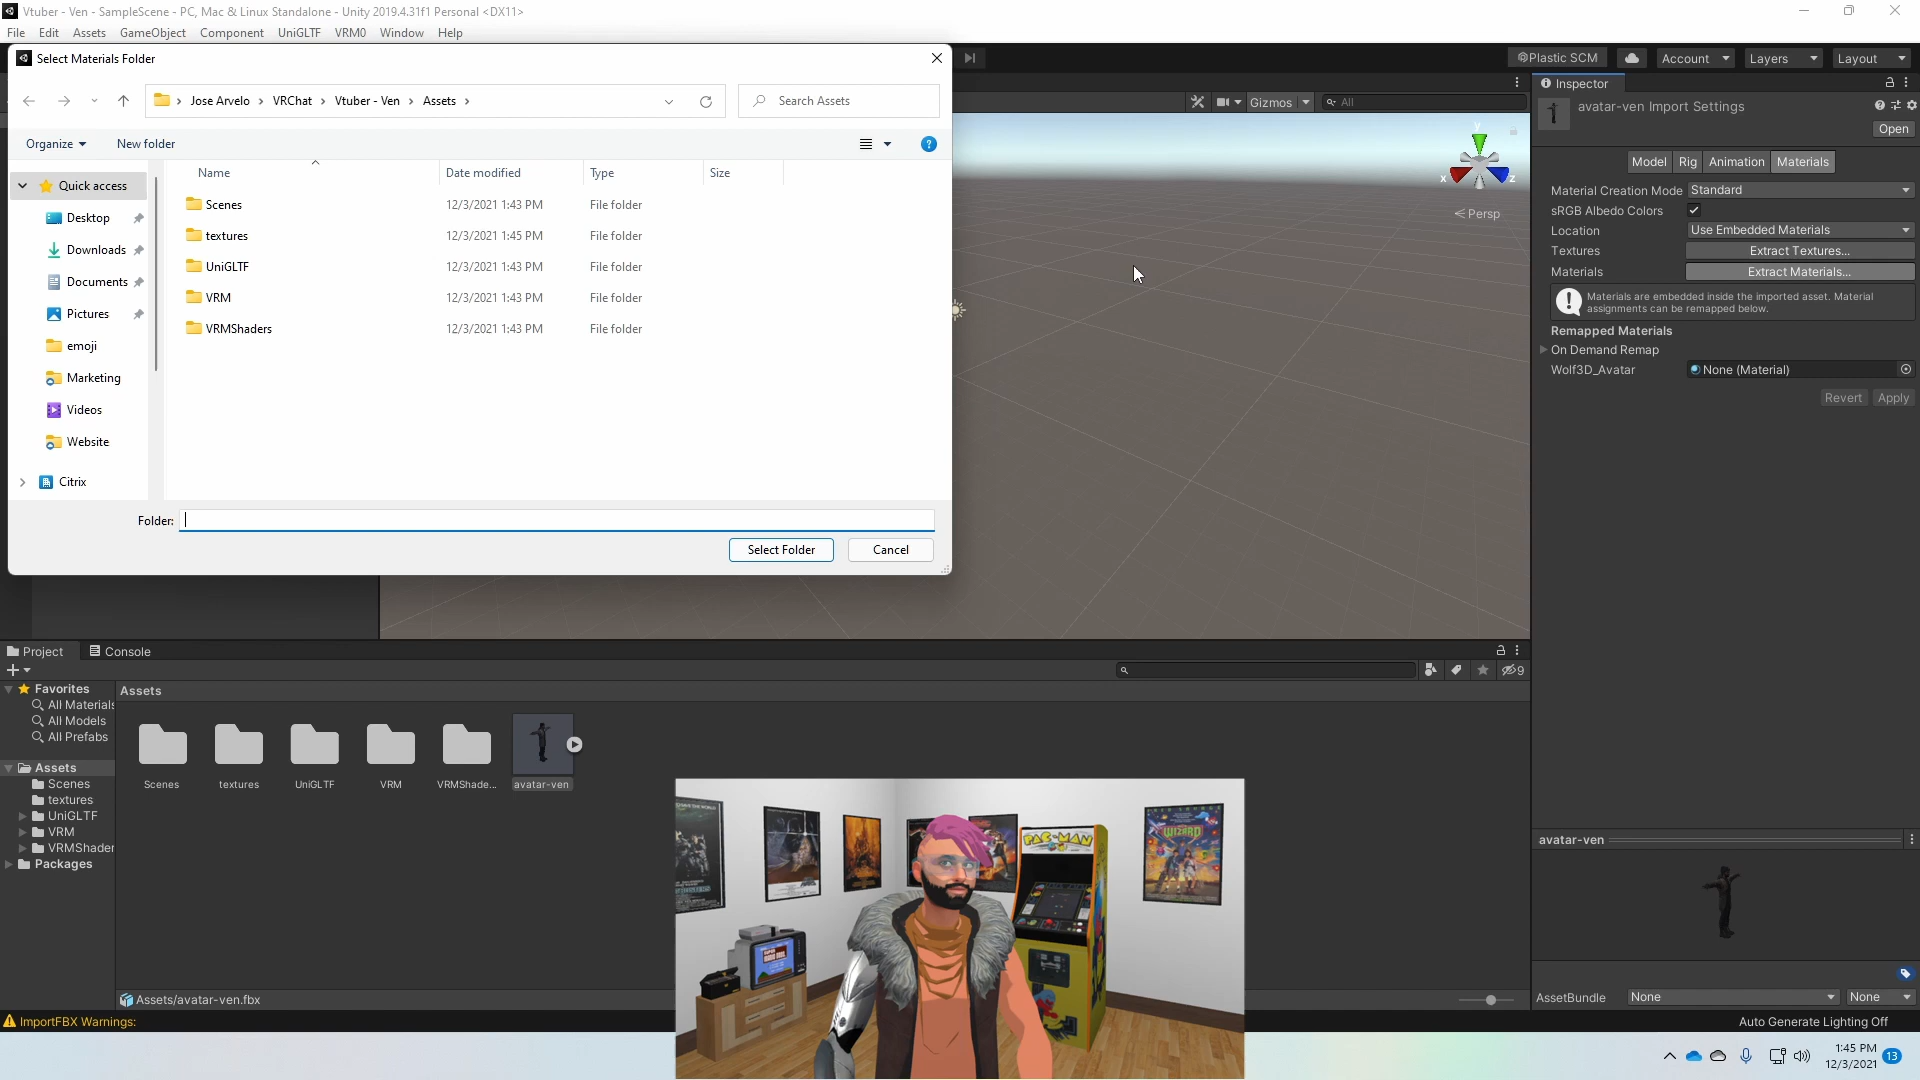 Vtuber - Ven - SampleScene - PC, Mac & Linux Standalone - Unity 2019.4.31f1 Personal <DX11>
File Edit Assets GameObject Component UniGLTF VRM0 Window Help
Select Materials Folder
Plastic SCM Account Layers Layout
Jose Arvelo > VRChat > Vtuber - Ven > Assets >
Search Assets
Organize New folder
Name Date modified Type Size
Quick access
Desktop
Downloads
Documents
Pictures
emoji
Marketing
Videos
Website
Citrix
Scenes 12/3/2021 1:43 PM File folder
textures 12/3/2021 1:45 PM File folder
UniGLTF 12/3/2021 1:43 PM File folder
VRM 12/3/2021 1:43 PM File folder
VRMShaders 12/3/2021 1:43 PM File folder
Folder:
Select Folder Cancel
Gizmos All
y
x z
< Persp
Inspector
avatar-ven Import Settings
Open
Model Rig Animation Materials
Material Creation Mode Standard
sRGB Albedo Colors
Location Use Embedded Materials
Textures Extract Textures...
Materials Extract Materials...
Materials are embedded inside the imported asset. Material
assignments can be remapped below.
Remapped Materials
On Demand Remap
Wolf3D_Avatar None (Material)
Revert Apply
Project Console
9
Favorites
All Materials
All Models
All Prefabs
Assets
Scenes
textures
UniGLTF
VRM
VRMShader
Packages
Assets
Scenes textures UniGLTF VRM VRMShade... avatar-ven
Assets/avatar-ven.fbx
PAC-MAN
WIZARD
SUPER
MARIO BROS.
avatar-ven
AssetBundle None None
ImportFBX Warnings:
Auto Generate Lighting Off
1:45 PM
12/3/2021
13